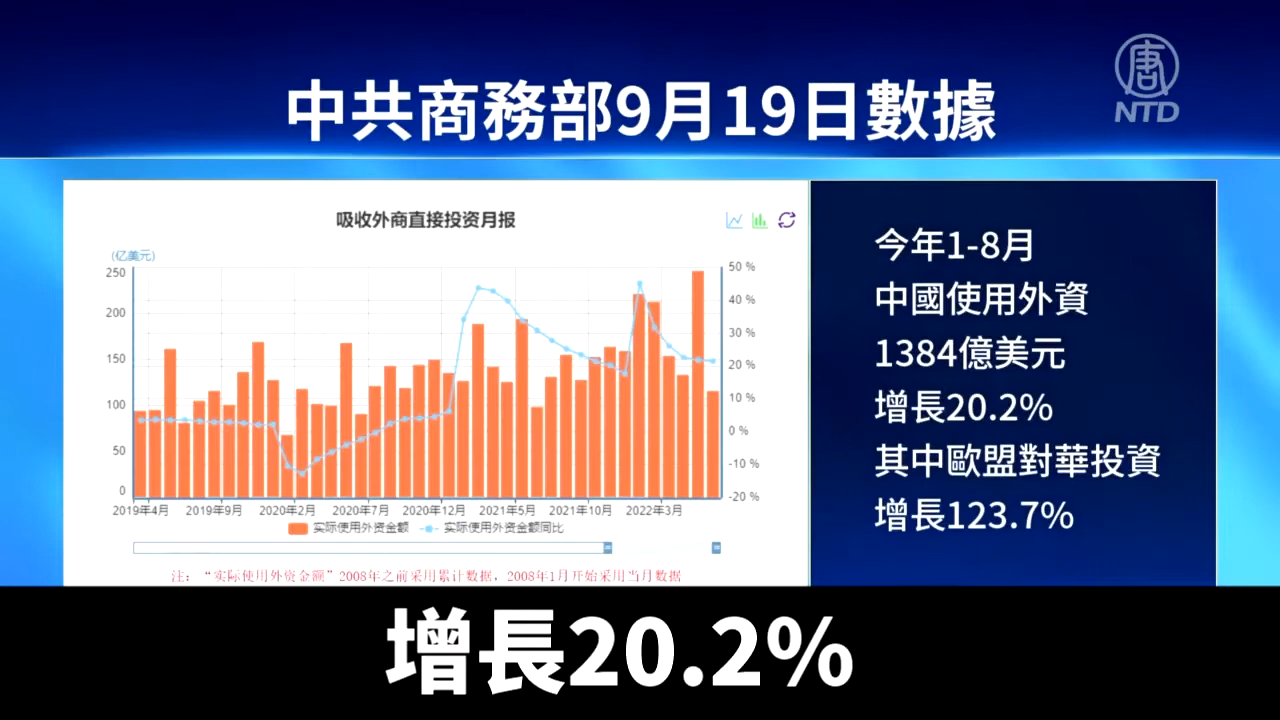 中共商務部9月19日數據
唐
NTD
吸收外商直接投资月报
(亿美元)
250
200
150
100
50
0
50 %
40 %
30 %
20 %
10 %
0 %
-10 %
-20 %
2019年4月 2019年9月 2020年2月 2020年7月 2020年12月 2021年5月 2021年10月 2022年3月
实际使用外资金额 实际使用外资金额同比
注：“实际使用外资金额”2008年之前采用累计数据，2008年1月开始采用当月数据
今年1-8月
中國使用外資
1384億美元
增長20.2%
其中歐盟對華投資
增長123.7%
增長20.2%